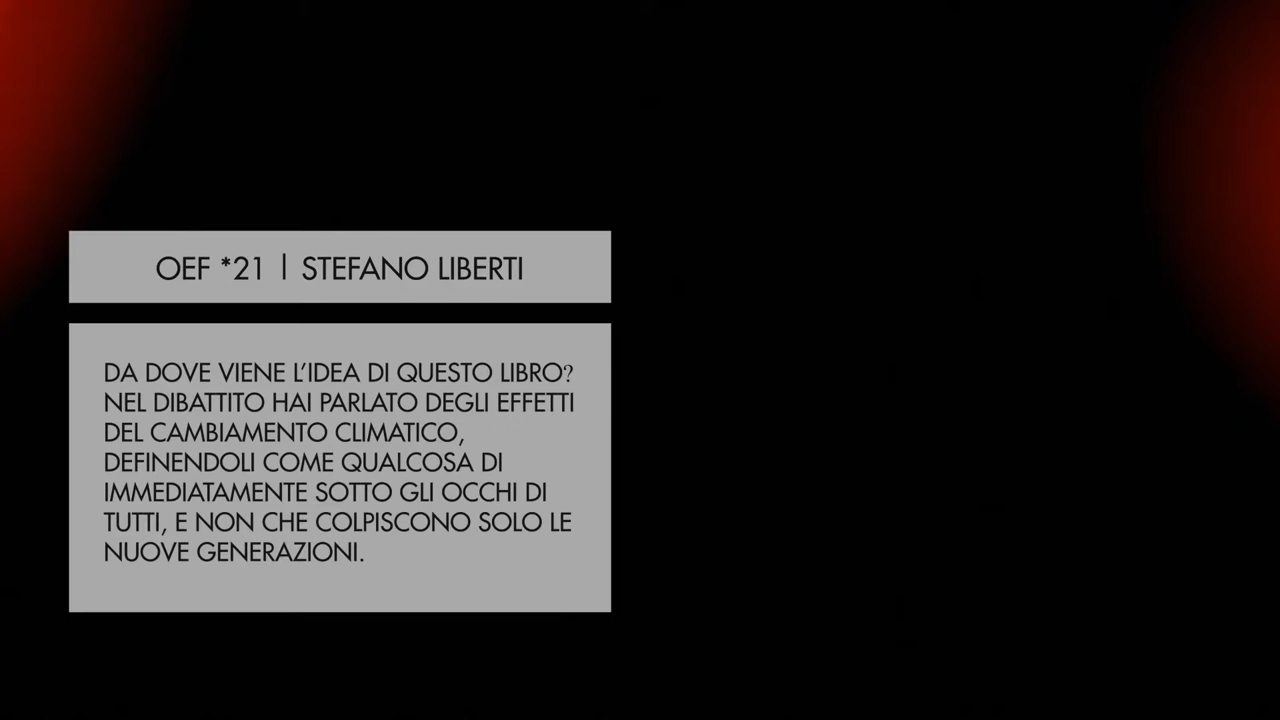 OEF *21 | STEFANO LIBERTI
DA DOVE VIENE L'IDEA DI QUESTO LIBRO?
NEL DIBATTITO HAI PARLATO DEGLI EFFETTI
DEL CAMBIAMENTO CLIMATICO,
DEFINENDOLI COME QUALCOSA DI
IMMEDIATAMENTE SOTTO GLI OCCHI DI
TUTTI, E NON CHE COLPISCONO SOLO LE
NUOVE GENERAZIONI.